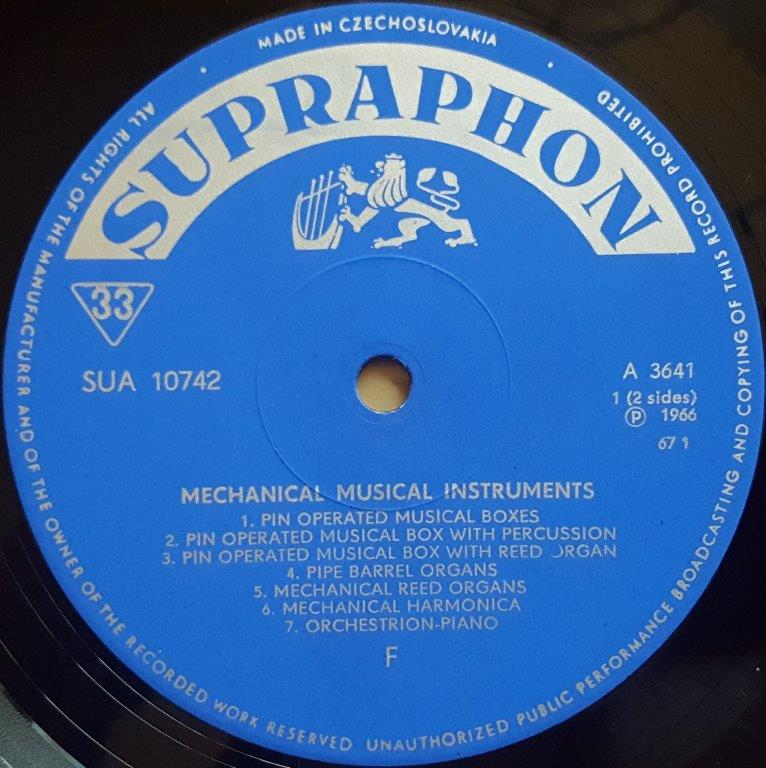 MADE IN CZECHOSLOVAKIA
SUPRAPHON
33
SUA 10742
A 3641
1 (2 sides)
Ⓟ 1966
67 1
MECHANICAL MUSICAL INSTRUMENTS
1. PIN OPERATED MUSICAL BOXES
2. PIN OPERATED MUSICAL BOX WITH PERCUSSION
3. PIN OPERATED MUSICAL BOX WITH REED ORGAN
4. PIPE BARREL ORGANS
5. MECHANICAL REED ORGANS
6. MECHANICAL HARMONICA
7. ORCHESTRION-PIANO
F
ALL RIGHTS OF THE MANUFACTURER AND OF THE OWNER OF THE RECORDED WORK RESERVED UNAUTHORIZED PUBLIC PERFORMANCE BROADCASTING AND COPYING OF THIS RECORD PROHIBITED